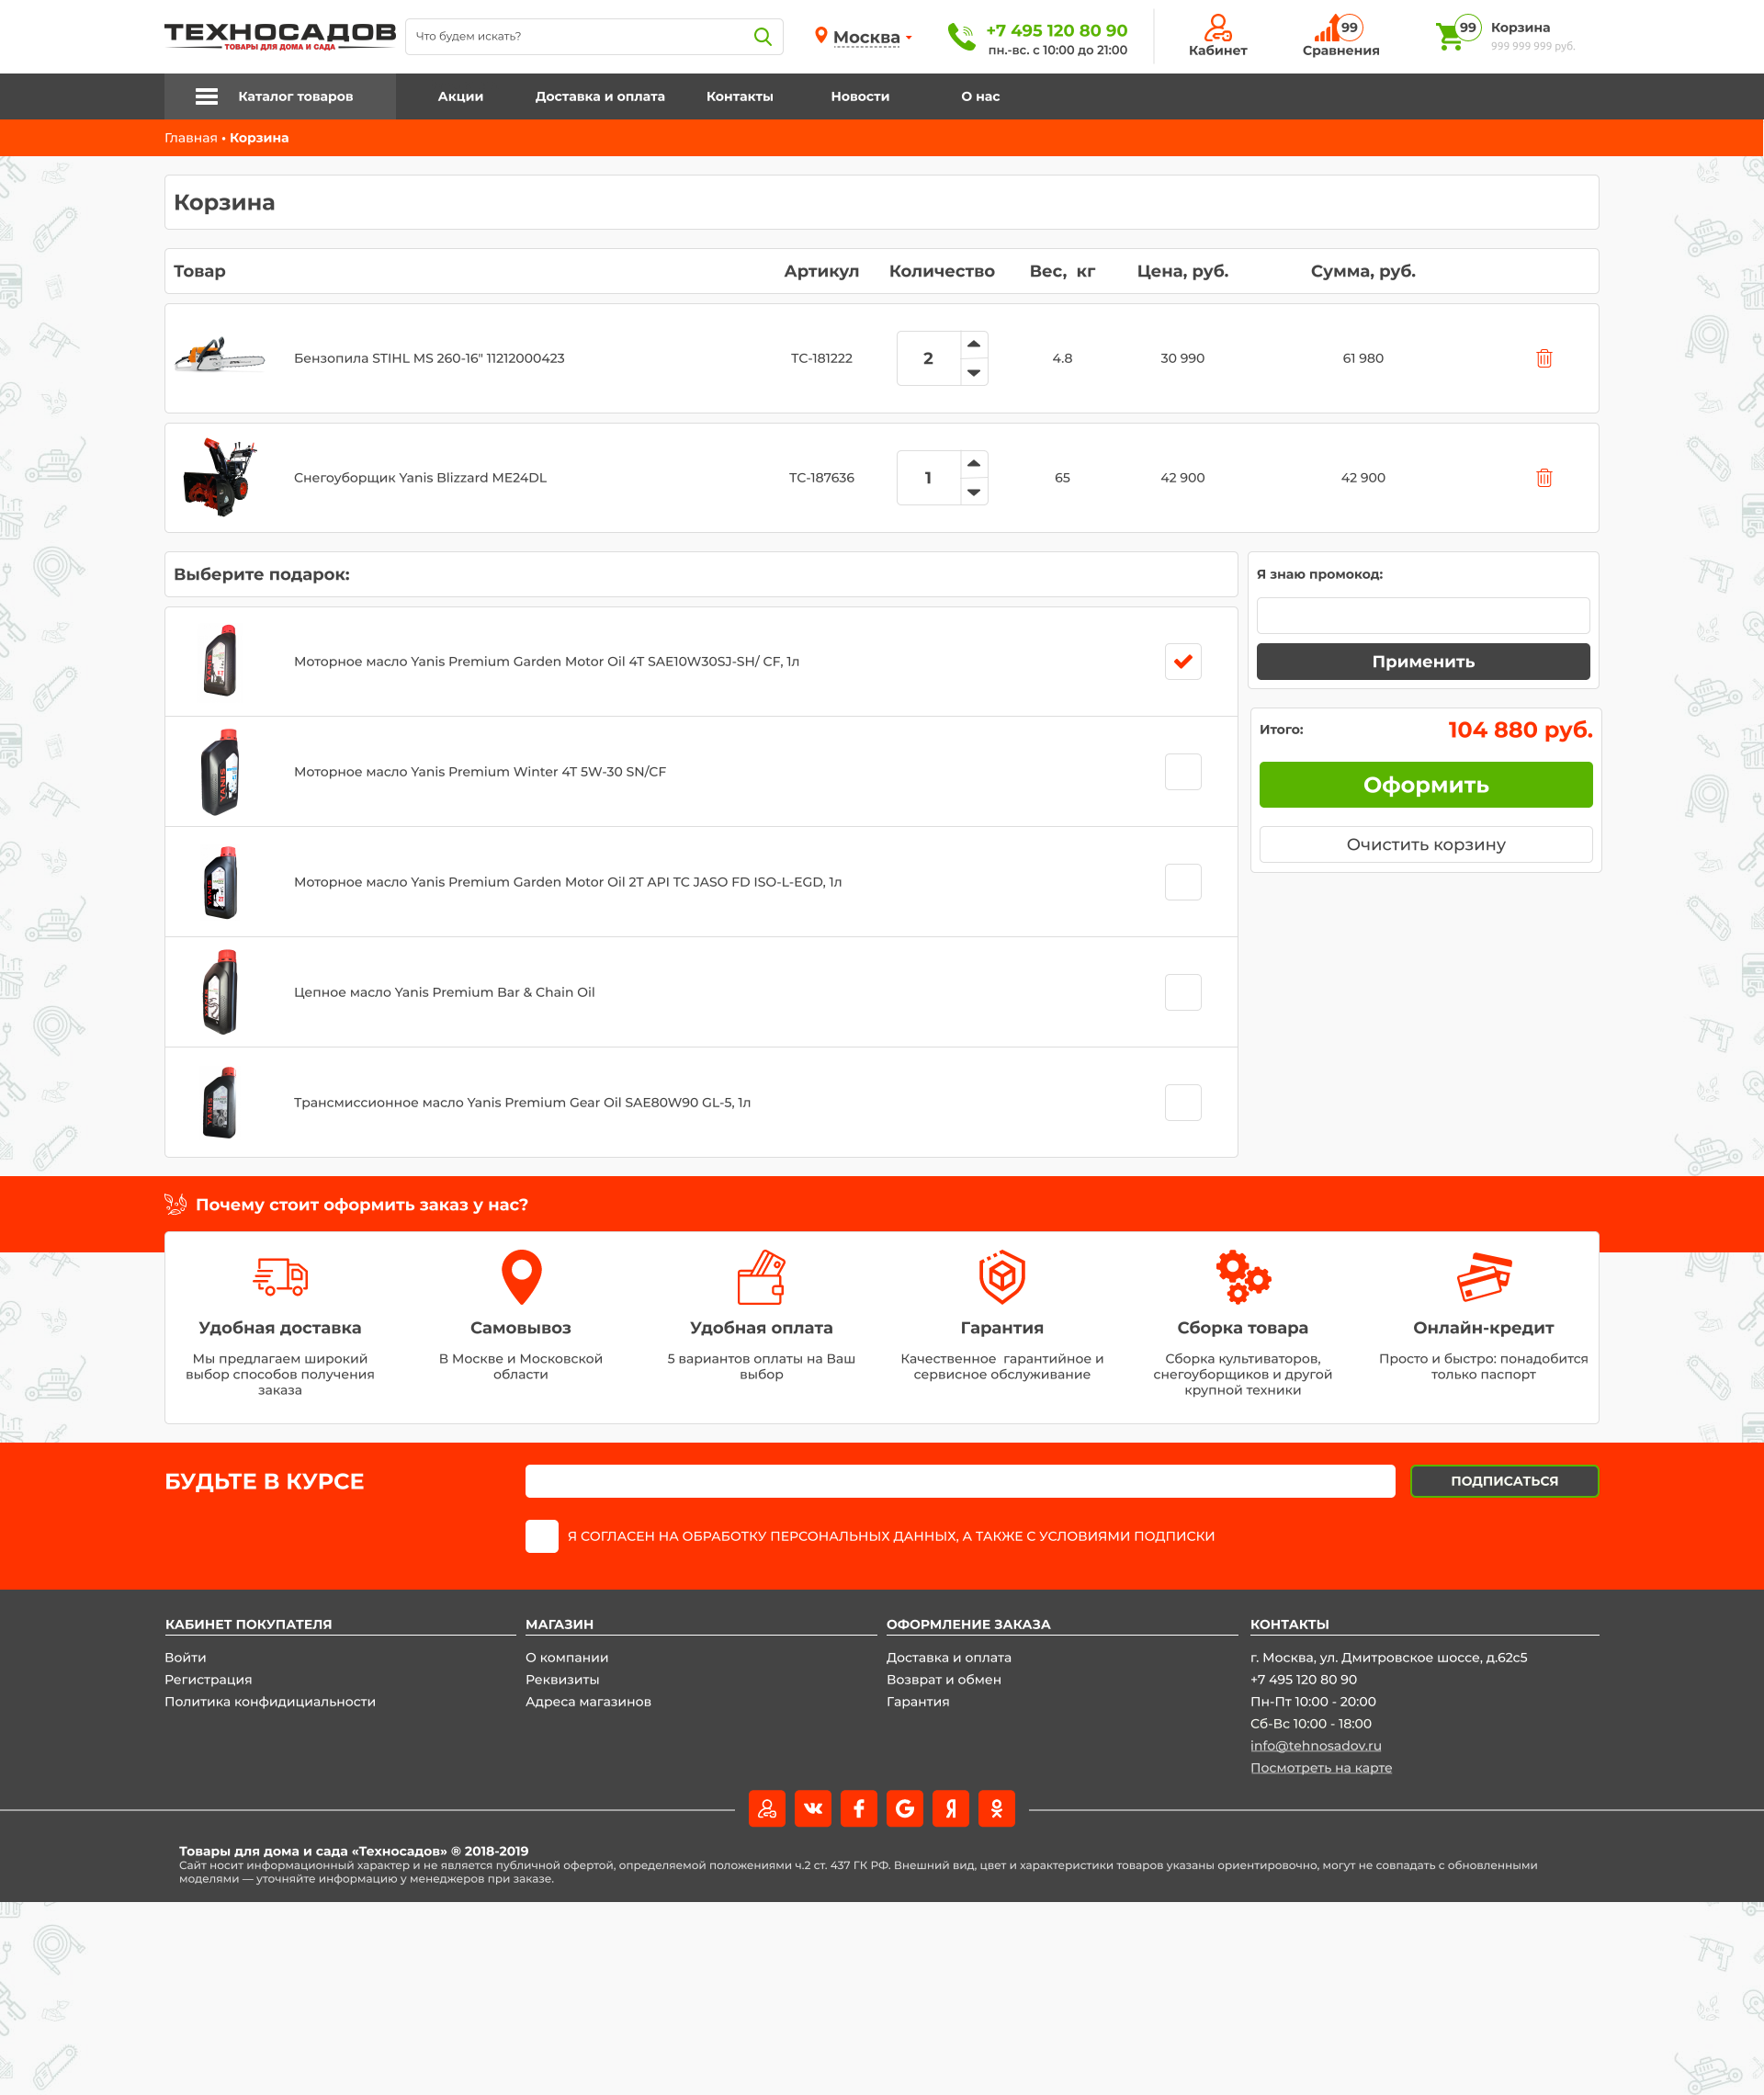 ТЕХНОСАДОВ
ТОВАРЫ ДЛЯ ДОМА И САДА
Что будем искать?
Москва
+7 495 120 80 90
пн.-вс. с 10:00 до 21:00
Кабинет
99
Сравнения
99
Корзина
999 999 999 руб.
Каталог товаров
Акции
Доставка и оплата
Контакты
Новости
О нас
Главная • Корзина
Корзина
Товар
Артикул
Количество
Вес, кг
Цена, руб.
Сумма, руб.
Бензопила STIHL MS 260-16" 11212000423
ТС-181222
2
4.8
30 990
61 980
Снегоуборщик Yanis Blizzard ME24DL
ТС-187636
1
65
42 900
42 900
Выберите подарок:
Я знаю промокод:
Применить
Моторное масло Yanis Premium Garden Motor Oil 4T SAE10W30SJ-SH/ CF, 1л
Моторное масло Yanis Premium Winter 4T 5W-30 SN/CF
Моторное масло Yanis Premium Garden Motor Oil 2T API TC JASO FD ISO-L-EGD, 1л
Цепное масло Yanis Premium Bar & Chain Oil
Трансмиссионное масло Yanis Premium Gear Oil SAE80W90 GL-5, 1л
Итого:
104 880 руб.
Оформить
Очистить корзину
Почему стоит оформить заказ у нас?
Удобная доставка
Мы предлагаем широкий
выбор способов получения
заказа
Самовывоз
В Москве и Московской
области
Удобная оплата
5 вариантов оплаты на Ваш
выбор
Гарантия
Качественное гарантийное и
сервисное обслуживание
Сборка товара
Сборка культиваторов,
снегоуборщиков и другой
крупной техники
Онлайн-кредит
Просто и быстро: понадобится
только паспорт
БУДЬТЕ В КУРСЕ
ПОДПИСАТЬСЯ
Я СОГЛАСЕН НА ОБРАБОТКУ ПЕРСОНАЛЬНЫХ ДАННЫХ, А ТАКЖЕ С УСЛОВИЯМИ ПОДПИСКИ
КАБИНЕТ ПОКУПАТЕЛЯ
Войти
Регистрация
Политика конфидициальности
МАГАЗИН
О компании
Реквизиты
Адреса магазинов
ОФОРМЛЕНИЕ ЗАКАЗА
Доставка и оплата
Возврат и обмен
Гарантия
КОНТАКТЫ
г. Москва, ул. Дмитровское шоссе, д.62с5
+7 495 120 80 90
Пн-Пт 10:00 - 20:00
Сб-Вс 10:00 - 18:00
info@tehnosadov.ru
Посмотреть на карте
Товары для дома и сада «Техносадов» ® 2018-2019
Сайт носит информационный характер и не является публичной офертой, определяемой положениями ч.2 ст. 437 ГК РФ. Внешний вид, цвет и характеристики товаров указаны ориентировочно, могут не совпадать с обновленными
моделями — уточняйте информацию у менеджеров при заказе.